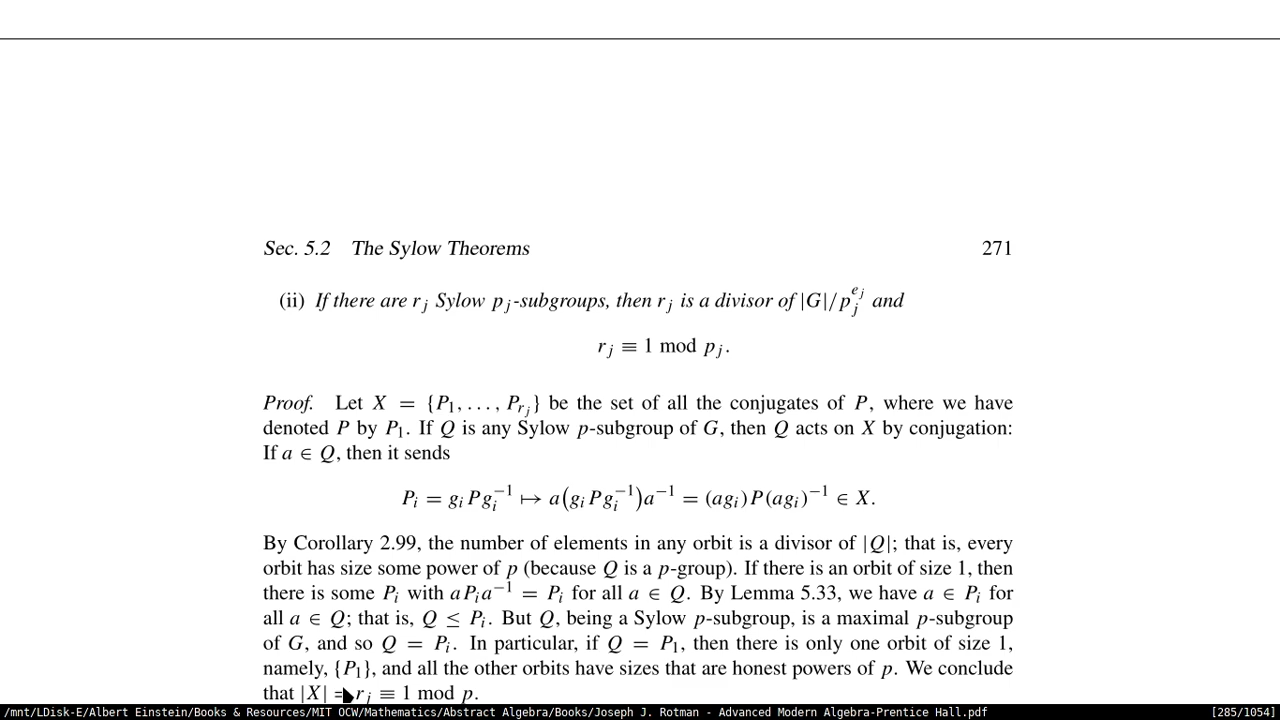 Sec. 5.2 The Sylow Theorems 271
(ii) If there are r_j Sylow p_j-subgroups, then r_j is a divisor of |G|/p_j^{e_j} and
r_j ≡ 1 mod p_j.
Proof. Let X = {P_1, . . . , P_{r_j}} be the set of all the conjugates of P, where we have
denoted P by P_1. If Q is any Sylow p-subgroup of G, then Q acts on X by conjugation:
If a ∈ Q, then it sends
P_i = g_i P g_i^{−1} ↦ a(g_i P g_i^{−1})a^{−1} = (ag_i)P(ag_i)^{−1} ∈ X.
By Corollary 2.99, the number of elements in any orbit is a divisor of |Q|; that is, every
orbit has size some power of p (because Q is a p-group). If there is an orbit of size 1, then
there is some P_i with aP_ia^{−1} = P_i for all a ∈ Q. By Lemma 5.33, we have a ∈ P_i for
all a ∈ Q; that is, Q ≤ P_i. But Q, being a Sylow p-subgroup, is a maximal p-subgroup
of G, and so Q = P_i. In particular, if Q = P_1, then there is only one orbit of size 1,
namely, {P_1}, and all the other orbits have sizes that are honest powers of p. We conclude
that |X| = r_j ≡ 1 mod p.
/mnt/LDisk-E/Albert Einstein/Books & Resources/MIT OCW/Mathematics/Abstract Algebra/Books/Joseph J. Rotman - Advanced Modern Algebra-Prentice Hall.pdf [285/1054]